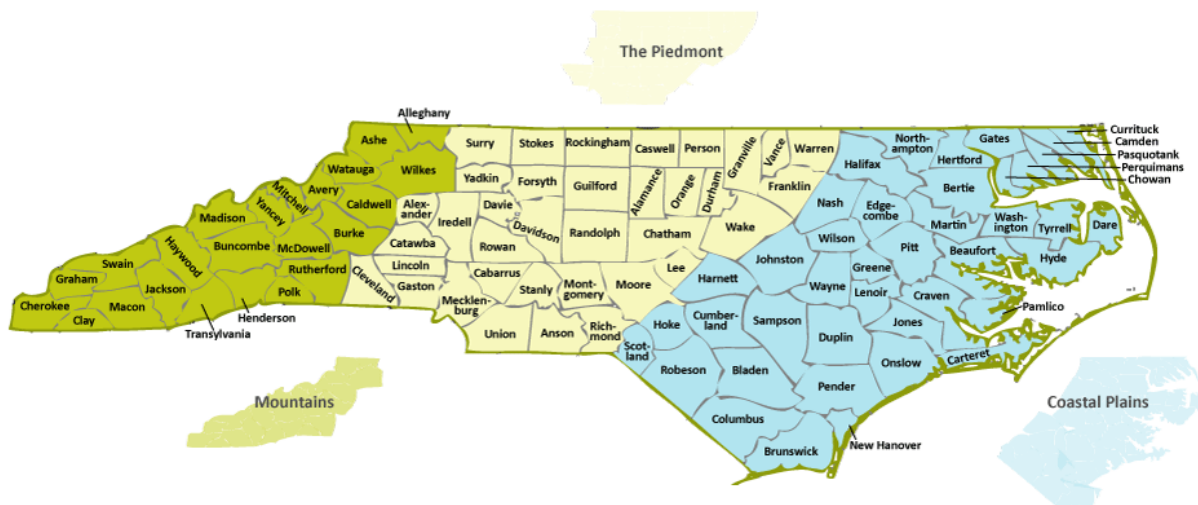 The Piedmont
Alleghany
Ashe
Surry
Stokes
Rockingham
Caswell
Person
Granville
Vance
Warren
North-
ampton
Gates
Currituck
Camden
Pasquotank
Perquimans
Chowan
Watauga
Wilkes
Yadkin
Forsyth
Guilford
Alamance
Orange
Durham
Franklin
Halifax
Hertford
Bertie
Mitchell
Avery
Caldwell
Alex-
ander
Iredell
Davie
Davidson
Randolph
Chatham
Wake
Nash
Edge-
combe
Martin
Wash-
ington
Tyrrell
Dare
Madison
Yancey
Burke
Catawba
Rowan
Wilson
Pitt
Beaufort
Hyde
Haywood
Buncombe
McDowell
Lincoln
Swain
Rutherford
Cleveland
Gaston
Cabarrus
Stanly
Mont-
gomery
Moore
Lee
Harnett
Johnston
Wayne
Greene
Lenoir
Craven
Pamlico
Graham
Jackson
Polk
Cherokee
Macon
Clay
Transylvania
Henderson
Mecklen-
burg
Union
Anson
Rich-
mond
Scot-
land
Hoke
Cumber-
land
Sampson
Duplin
Jones
Onslow
Carteret
Robeson
Bladen
Pender
Columbus
Brunswick
New Hanover
Mountains
Coastal Plains